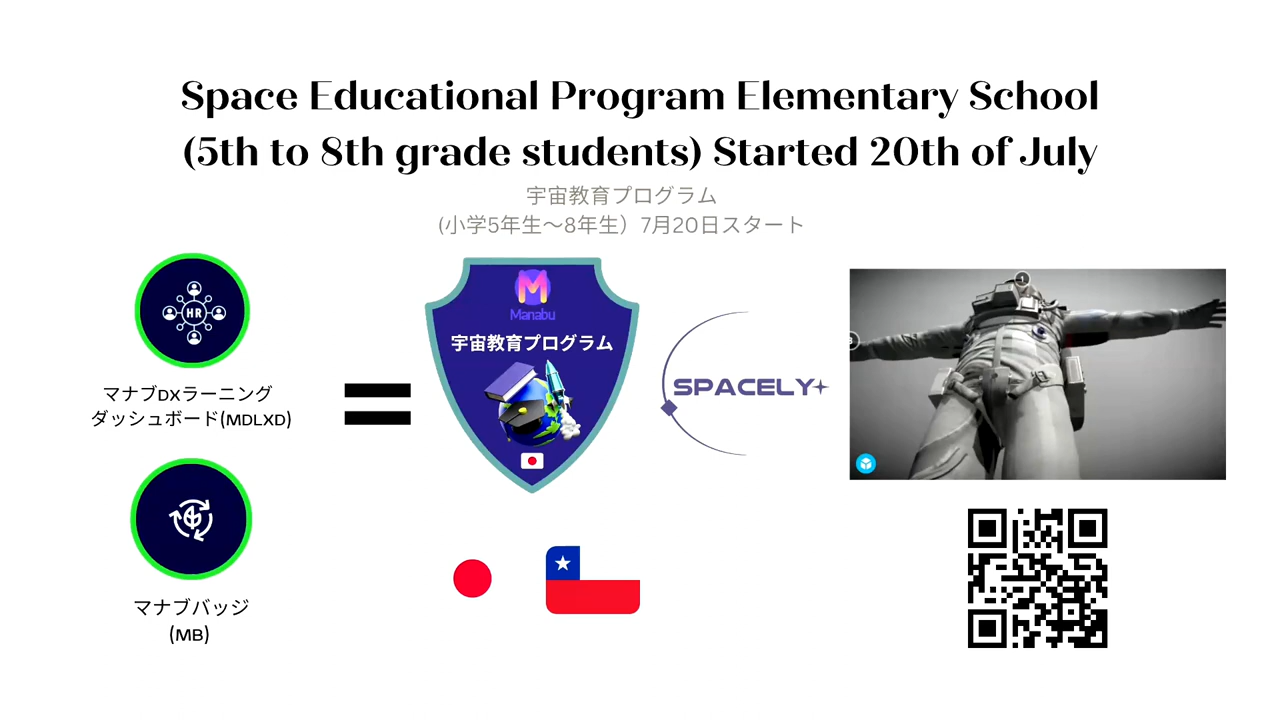 Space Educational Program Elementary School
(5th to 8th grade students) Started 20th of July
宇宙教育プログラム
(小学5年生〜8年生）7月20日スタート
HR
マナブDXラーニング
ダッシュボード(MDLXD)
マナブバッジ
(MB)
M
Manabu
宇宙教育プログラム
SPACELY
1